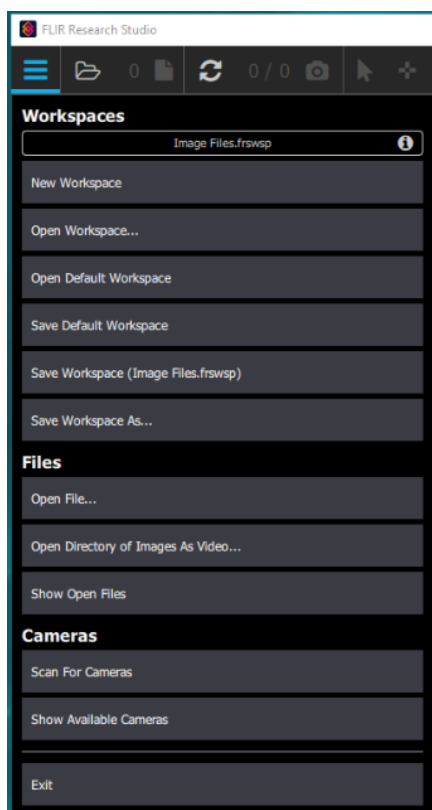 FLIR Research Studio
0
0 / 0
Workspaces
Image Files.frswsp
New Workspace
Open Workspace...
Open Default Workspace
Save Default Workspace
Save Workspace (Image Files.frswsp)
Save Workspace As...
Files
Open File...
Open Directory of Images As Video...
Show Open Files
Cameras
Scan For Cameras
Show Available Cameras
Exit